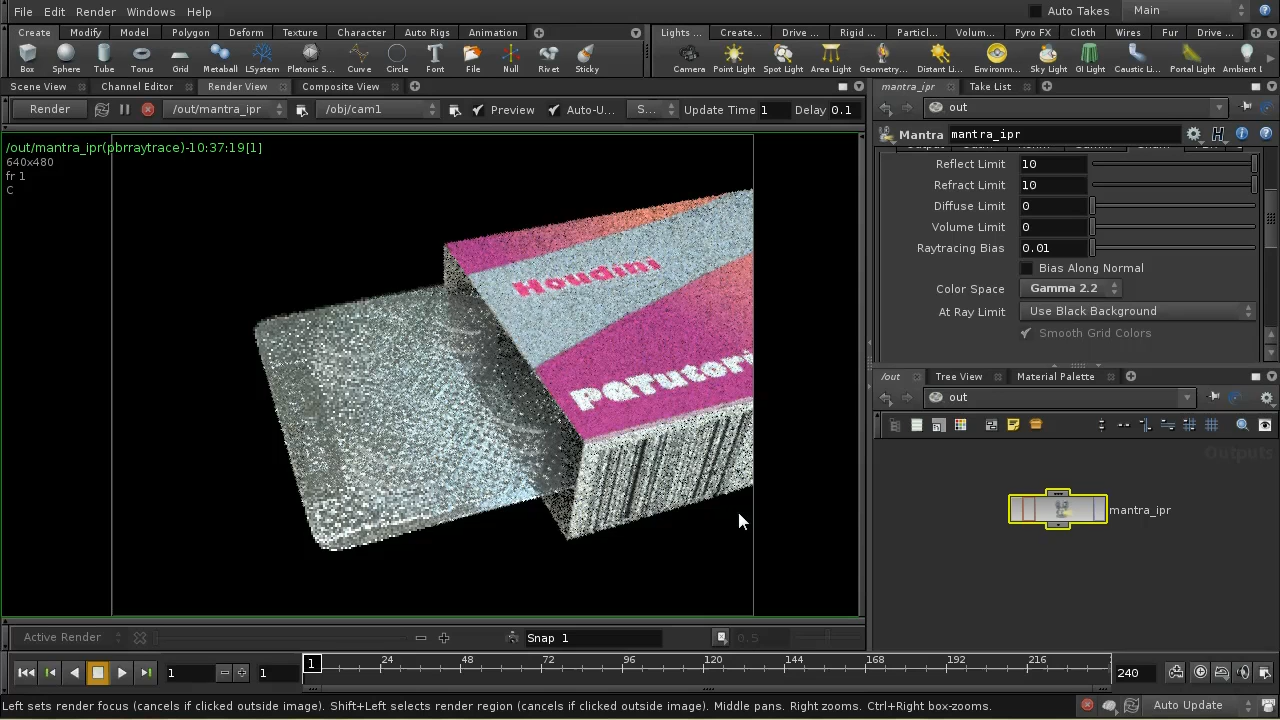 File Edit Render Windows Help
Auto Takes Main
Create Modify Model Polygon Deform Texture Character Auto Rigs Animation
Lights ... Create... Drive ... Rigid ... Particl... Volum... Pyro FX Cloth Wires Fur Drive ...
Box Sphere Tube Torus Grid Metaball LSystem Platonic S... Curve Circle Font File Null Rivet Sticky
Camera Point Light Spot Light Area Light Geometry... Distant Li... Environm... Sky Light GI Light Caustic Li... Portal Light Ambient L
Scene View Channel Editor Render View Composite View
mantra_ipr Take List
Render /out/mantra_ipr /obj/cam1 Preview Auto-U... S... Update Time 1 Delay 0.1
out
/out/mantra_ipr(pbrraytrace)-10:37:19[1]
640x480
fr 1
C
Mantra mantra_ipr
Reflect Limit 10
Refract Limit 10
Diffuse Limit 0
Volume Limit 0
Raytracing Bias 0.01
Bias Along Normal
Color Space Gamma 2.2
At Ray Limit Use Black Background
Smooth Grid Colors
Houdini
PQTutori
/out Tree View Material Palette
out
Outputs
mantra_ipr
Active Render Snap 1 0.5
1 1 1 24 48 72 96 120 144 168 192 216 240
Left sets render focus (cancels if clicked outside image). Shift+Left selects render region (cancels if clicked outside image). Middle pans. Right zooms. Ctrl+Right box-zooms.
Auto Update